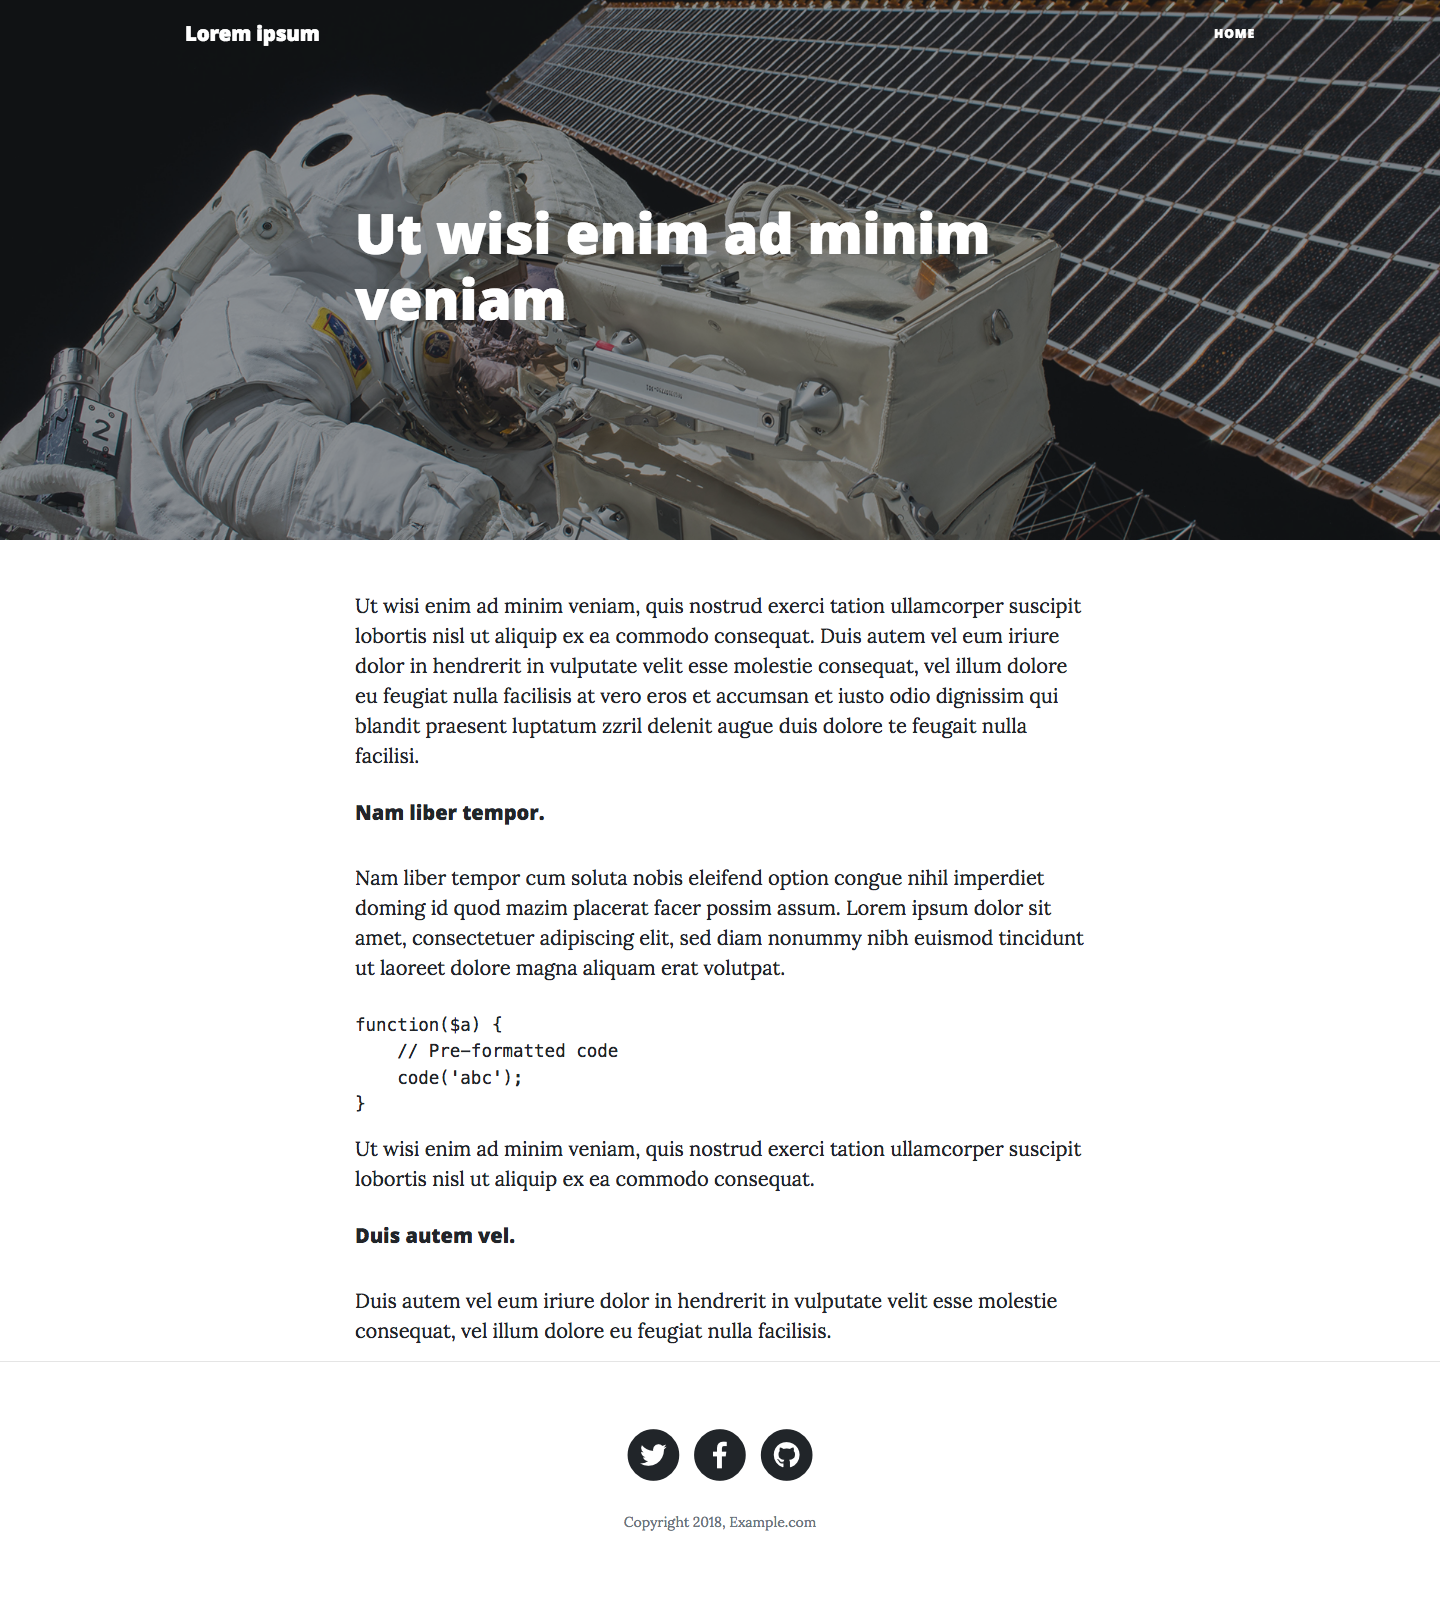 Lorem ipsum
HOME
Ut wisi enim ad minim
veniam
2
Ut wisi enim ad minim veniam, quis nostrud exerci tation ullamcorper suscipit
lobortis nisl ut aliquip ex ea commodo consequat. Duis autem vel eum iriure
dolor in hendrerit in vulputate velit esse molestie consequat, vel illum dolore
eu feugiat nulla facilisis at vero eros et accumsan et iusto odio dignissim qui
blandit praesent luptatum zzril delenit augue duis dolore te feugait nulla
facilisi.
Nam liber tempor.
Nam liber tempor cum soluta nobis eleifend option congue nihil imperdiet
doming id quod mazim placerat facer possim assum. Lorem ipsum dolor sit
amet, consectetuer adipiscing elit, sed diam nonummy nibh euismod tincidunt
ut laoreet dolore magna aliquam erat volutpat.
function($a) {
    // Pre-formatted code
    code('abc');
}
Ut wisi enim ad minim veniam, quis nostrud exerci tation ullamcorper suscipit
lobortis nisl ut aliquip ex ea commodo consequat.
Duis autem vel.
Duis autem vel eum iriure dolor in hendrerit in vulputate velit esse molestie
consequat, vel illum dolore eu feugiat nulla facilisis.
Copyright 2018, Example.com